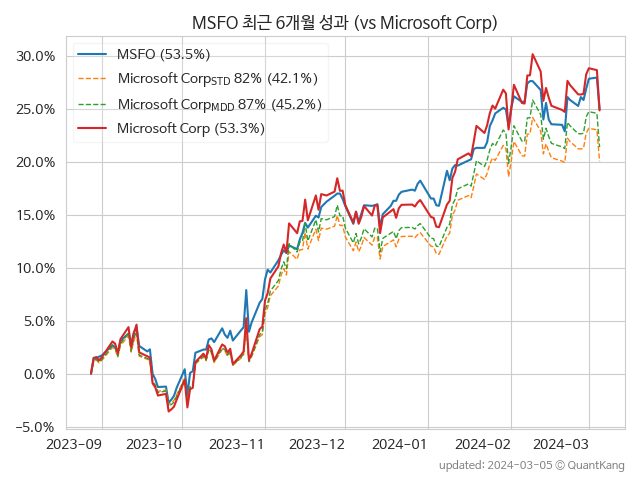 MSFO 최근 6개월 성과 (vs Microsoft Corp)
MSFO (53.5%)
Microsoft CorpSTD 82% (42.1%)
Microsoft CorpMDD 87% (45.2%)
Microsoft Corp (53.3%)
30.0%
25.0%
20.0%
15.0%
10.0%
5.0%
0.0%
-5.0%
2023-09 2023-10 2023-11 2023-12 2024-01 2024-02 2024-03
updated: 2024-03-05 © QuantKang